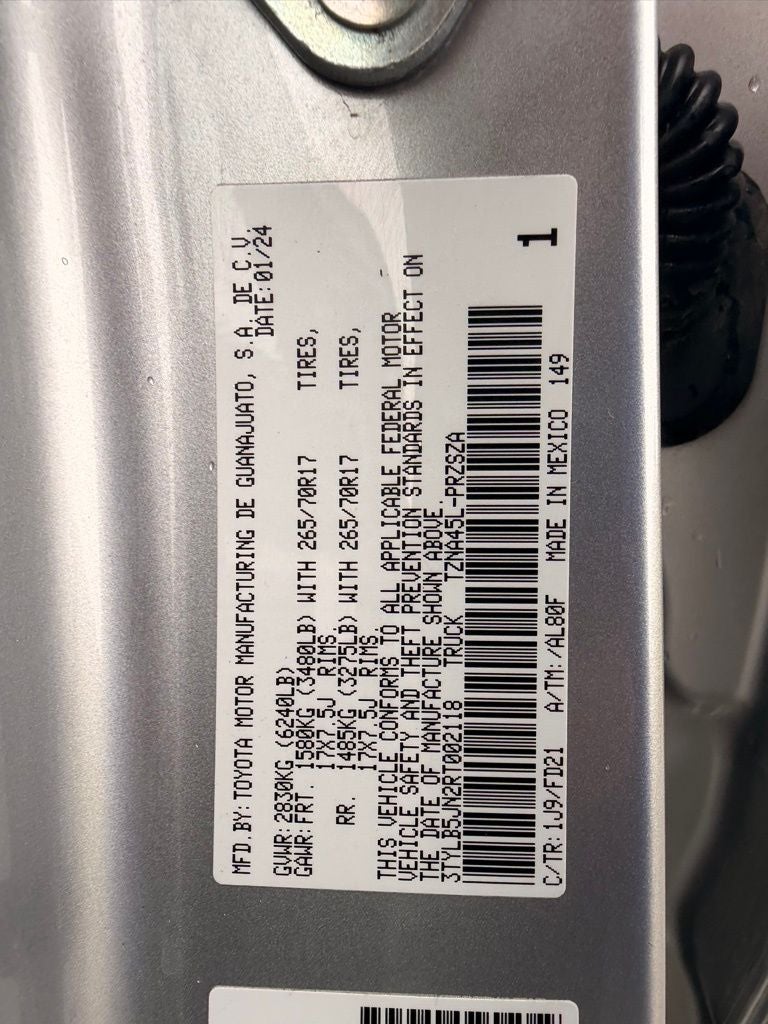 MFD.BY: TOYOTA MOTOR MANUFACTURING DE GUANAJUATO, S.A. DE C.V.
DATE: 01/24
GVWR: 2830KG (6240LB)
GAWR: FRT. 1580KG (3480LB) WITH 265/70R17 TIRES,
17X7.5J RIMS,
RR. 1485KG (3275LB) WITH 265/70R17 TIRES,
17X7.5J RIMS.
THIS VEHICLE CONFORMS TO ALL APPLICABLE FEDERAL MOTOR
VEHICLE SAFETY AND THEFT PREVENTION STANDARDS IN EFFECT ON
THE DATE OF MANUFACTURE SHOWN ABOVE.
3TYLB5JN2RT002118 TRUCK TZNA45L-PRZSZA
C/TR: 1J9/FD21 A/TM: /AL80F MADE IN MEXICO 149
1